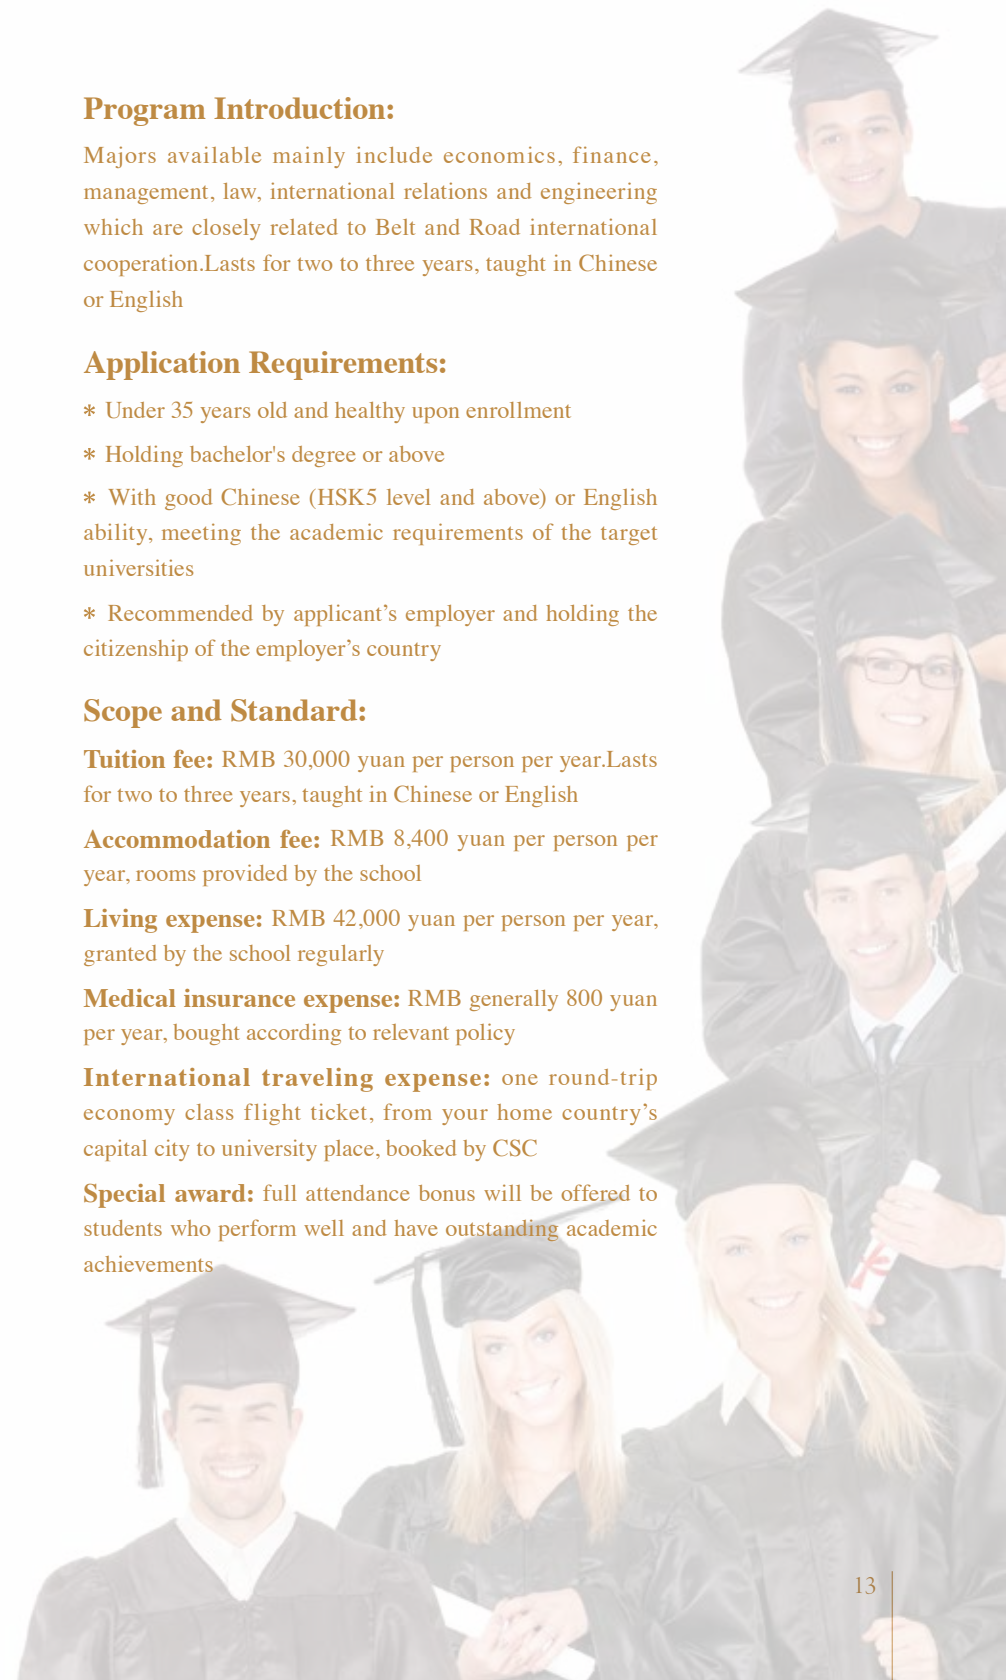 Program Introduction:
Majors available mainly include economics, finance,
management, law, international relations and engineering
which are closely related to Belt and Road international
cooperation.Lasts for two to three years, taught in Chinese
or English
Application Requirements:
* Under 35 years old and healthy upon enrollment
* Holding bachelor's degree or above
* With good Chinese (HSK5 level and above) or English
ability, meeting the academic requirements of the target
universities
* Recommended by applicant’s employer and holding the
citizenship of the employer’s country
Scope and Standard:
Tuition fee: RMB 30,000 yuan per person per year.Lasts
for two to three years, taught in Chinese or English
Accommodation fee: RMB 8,400 yuan per person per
year, rooms provided by the school
Living expense: RMB 42,000 yuan per person per year,
granted by the school regularly
Medical insurance expense: RMB generally 800 yuan
per year, bought according to relevant policy
International traveling expense: one round-trip
economy class flight ticket, from your home country’s
capital city to university place, booked by CSC
Special award: full attendance bonus will be offered to
students who perform well and have outstanding academic
achievements
13